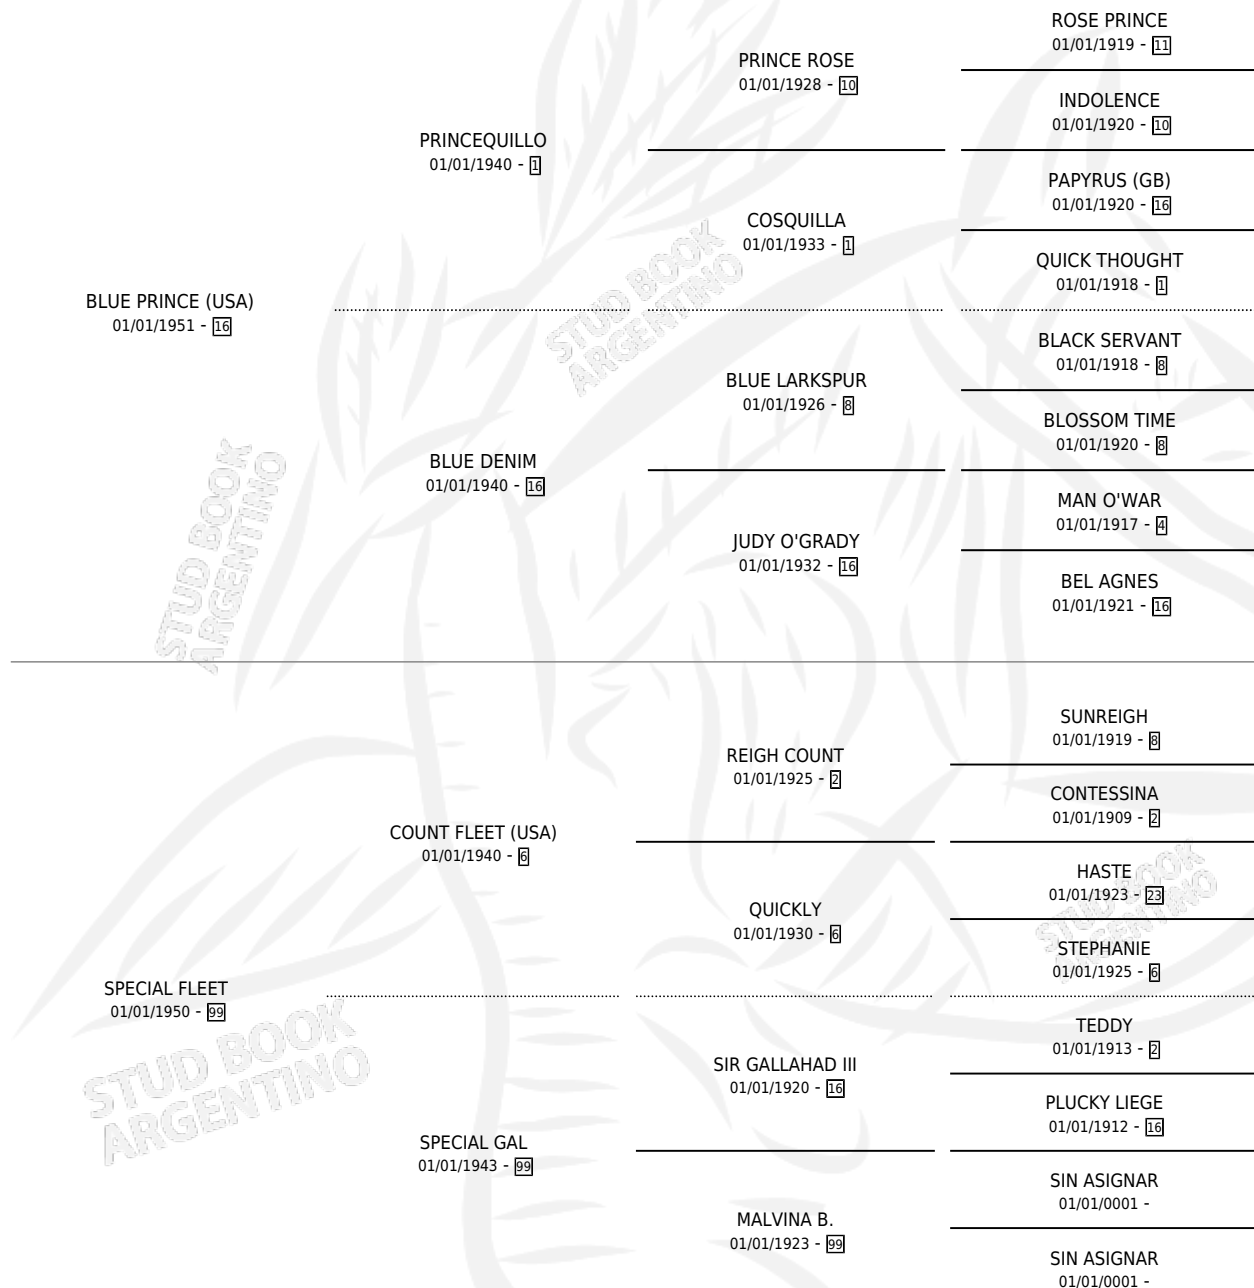 ROSE PRINCE
01/01/1919 - 11
PRINCE ROSE
01/01/1928 - 10
INDOLENCE
01/01/1920 - 10
PRINCEQUILLO
01/01/1940 - 1
PAPYRUS (GB)
01/01/1920 - 16
COSQUILLA
01/01/1933 - 1
QUICK THOUGHT
01/01/1918 - 1
BLUE PRINCE (USA)
01/01/1951 - 16
STUD BOOK
ARGENTINO
BLACK SERVANT
01/01/1918 - 8
BLUE LARKSPUR
01/01/1926 - 8
BLOSSOM TIME
01/01/1920 - 8
BLUE DENIM
01/01/1940 - 16
MAN O'WAR
01/01/1917 - 4
JUDY O'GRADY
01/01/1932 - 16
BEL AGNES
01/01/1921 - 16
STUD BOOK
ARGENTINO
SUNREIGH
01/01/1919 - 8
REIGH COUNT
01/01/1925 - 2
CONTESSINA
01/01/1909 - 2
COUNT FLEET (USA)
01/01/1940 - 6
HASTE
01/01/1923 - 23
QUICKLY
01/01/1930 - 6
STEPHANIE
01/01/1925 - 6
STUD BOOK
ARGENTINO
SPECIAL FLEET
01/01/1950 - 99
TEDDY
01/01/1913 - 2
SIR GALLAHAD III
01/01/1920 - 16
PLUCKY LIEGE
01/01/1912 - 16
STUD BOOK
ARGENTINO
SPECIAL GAL
01/01/1943 - 99
SIN ASIGNAR
01/01/0001 -
MALVINA B.
01/01/1923 - 99
SIN ASIGNAR
01/01/0001 -